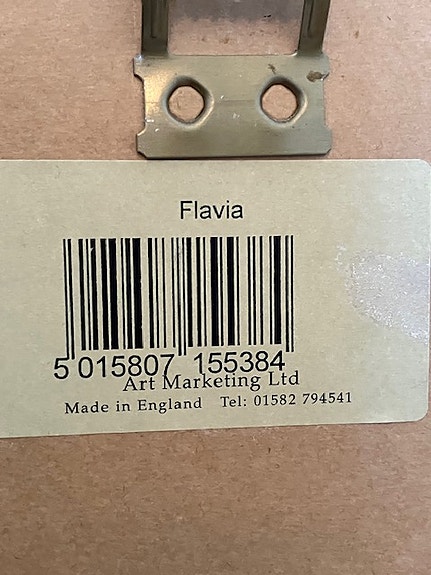 Flavia
5 015807 155384
Art Marketing Ltd
Made in England Tel: 01582 794541